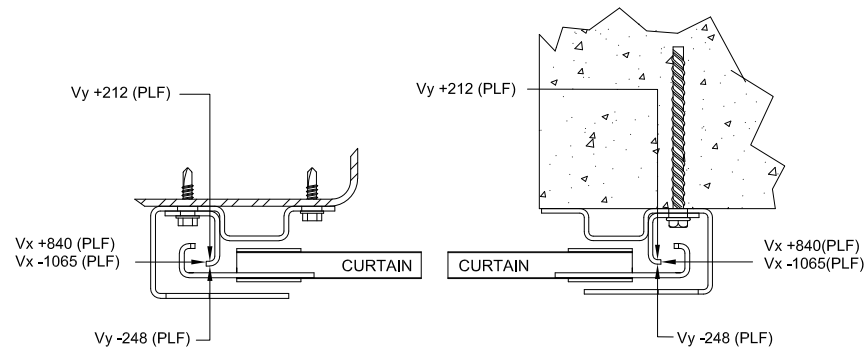 Vy +212 (PLF)
Vy +212 (PLF)
Vx +840 (PLF)
Vx -1065 (PLF)
CURTAIN
CURTAIN
Vx +840(PLF)
Vx -1065(PLF)
Vy -248 (PLF)
Vy -248 (PLF)